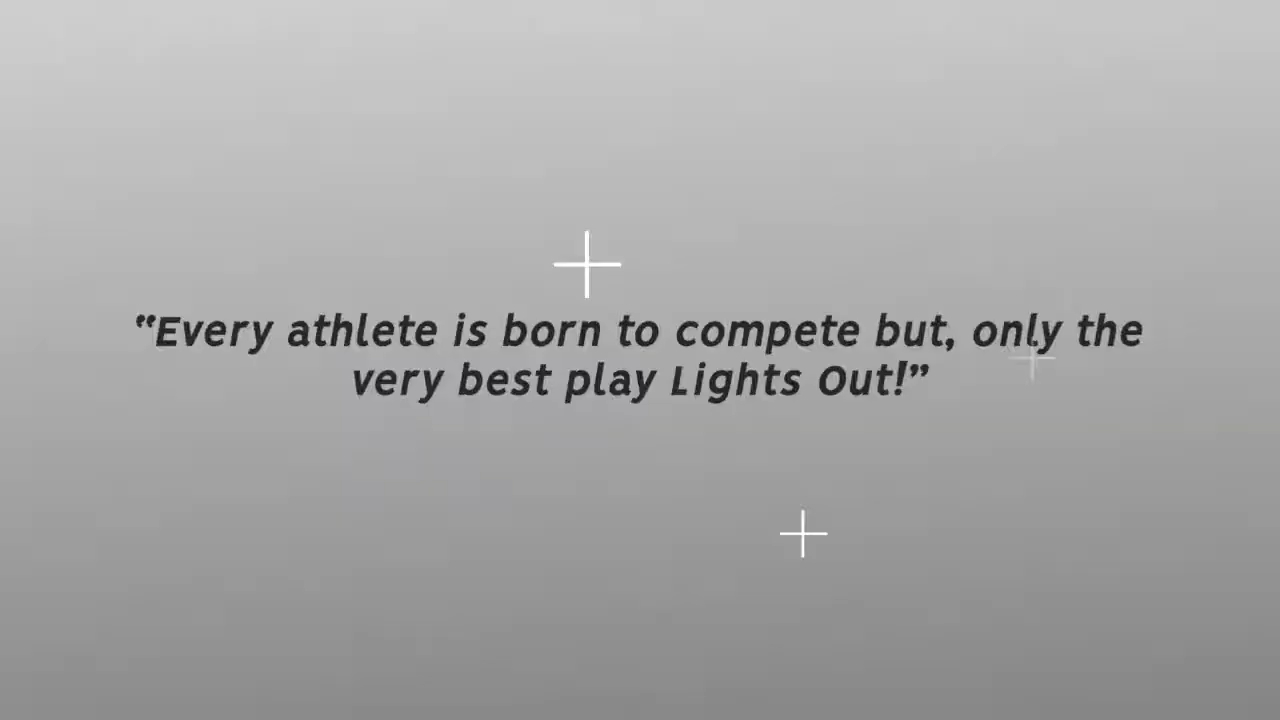 “Every athlete is born to compete but, only the
very best play Lights Out!”